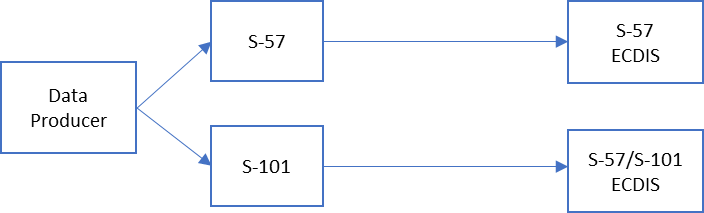 Data
Producer
S-57
S-57
ECDIS
S-101
S-57/S-101
ECDIS